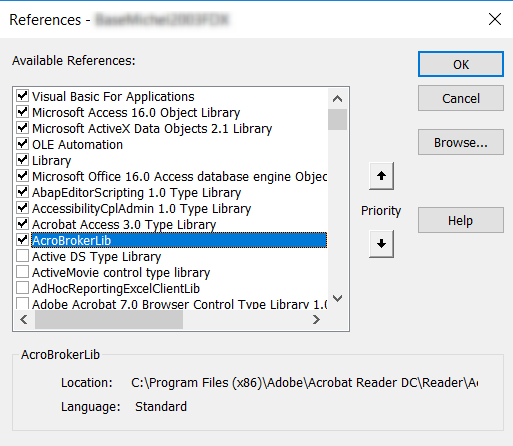 References -
Available References:
OK
Visual Basic For Applications
Cancel
Microsoft Access 16.0 Object Library
Microsoft ActiveX Data Objects 2.1 Library
OLE Automation
Browse...
Library
Microsoft Office 16.0 Access database engine Objec
AbapEditorScripting 1.0 Type Library
AccessibilityCplAdmin 1.0 Type Library
Priority
Help
Acrobat Access 3.0 Type Library
AcroBrokerLib
Active DS Type Library
ActiveMovie control type library
AdHocReportingExcelClientLib
Adobe Acrobat 7.0 Browser Control Type Library 1.0
AcroBrokerLib
Location: C:\Program Files (x86)\Adobe\Acrobat Reader DC\Reader\Ac
Language: Standard